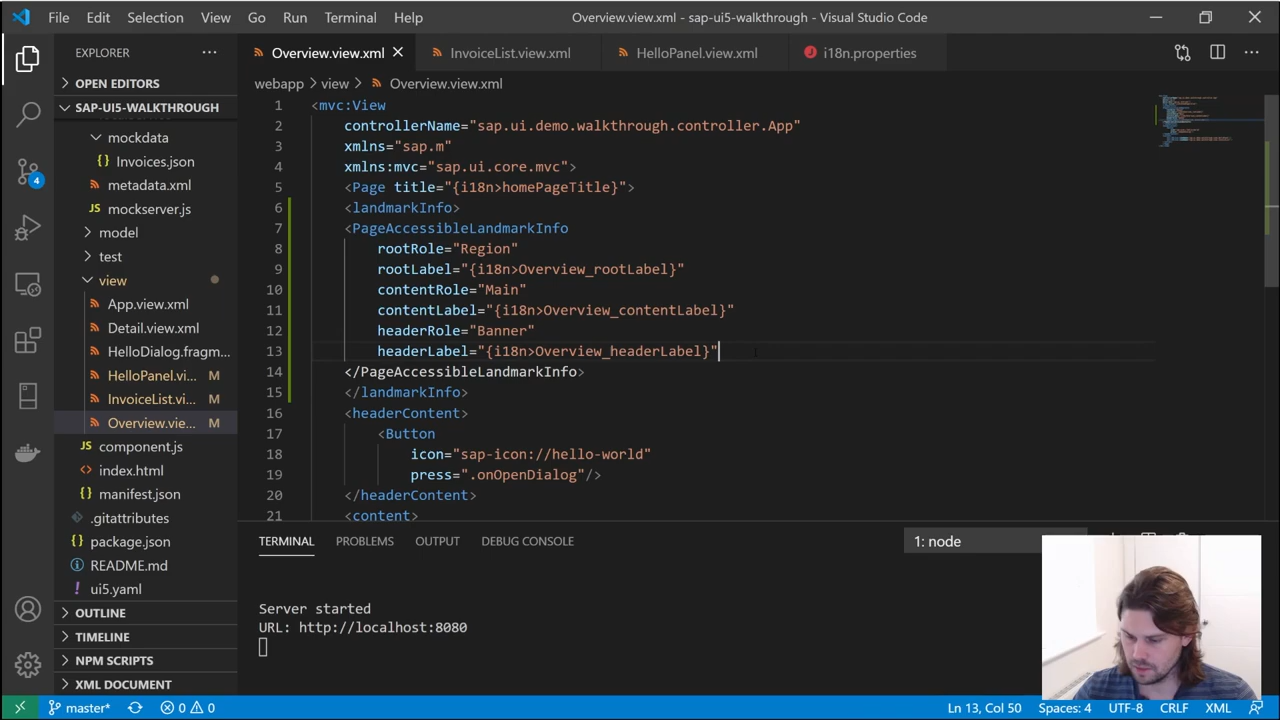 File Edit Selection View Go Run Terminal Help
Overview.view.xml - sap-ui5-walkthrough - Visual Studio Code
EXPLORER
OPEN EDITORS
SAP-UI5-WALKTHROUGH
mockdata
Invoices.json
metadata.xml
JS mockserver.js
model
test
view
App.view.xml
Detail.view.xml
HelloDialog.fragm...
HelloPanel.vi... M
InvoiceList.vi... M
Overview.vie... M
JS component.js
index.html
manifest.json
.gitattributes
package.json
README.md
ui5.yaml
OUTLINE
TIMELINE
NPM SCRIPTS
XML DOCUMENT
4
Overview.view.xml InvoiceList.view.xml HelloPanel.view.xml i18n.properties
webapp > view > Overview.view.xml
1 <mvc:View
2 controllerName="sap.ui.demo.walkthrough.controller.App"
3 xmlns="sap.m"
4 xmlns:mvc="sap.ui.core.mvc">
5 <Page title="{i18n>homePageTitle}">
6 <landmarkInfo>
7 <PageAccessibleLandmarkInfo
8 rootRole="Region"
9 rootLabel="{i18n>Overview_rootLabel}"
10 contentRole="Main"
11 contentLabel="{i18n>Overview_contentLabel}"
12 headerRole="Banner"
13 headerLabel="{i18n>Overview_headerLabel}"
14 </PageAccessibleLandmarkInfo>
15 </landmarkInfo>
16 <headerContent>
17 <Button
18 icon="sap-icon://hello-world"
19 press=".onOpenDialog"/>
20 </headerContent>
21 <content>
TERMINAL PROBLEMS OUTPUT DEBUG CONSOLE 1: node
Server started
URL: http://localhost:8080
master* 0 0 Ln 13, Col 50 Spaces: 4 UTF-8 CRLF XML